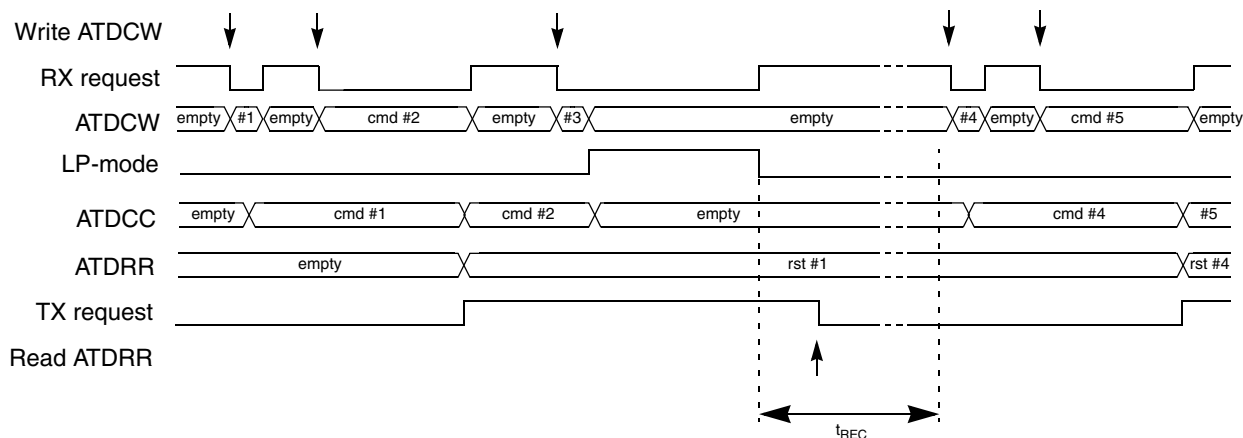 Write ATDCW
RX request
ATDCW empty #1 empty cmd #2 empty #3 empty #4 empty cmd #5 empty
LP-mode
ATDCC empty cmd #1 cmd #2 empty cmd #4 #5
ATDRR empty rst #1 rst #4
TX request
Read ATDRR
tREC